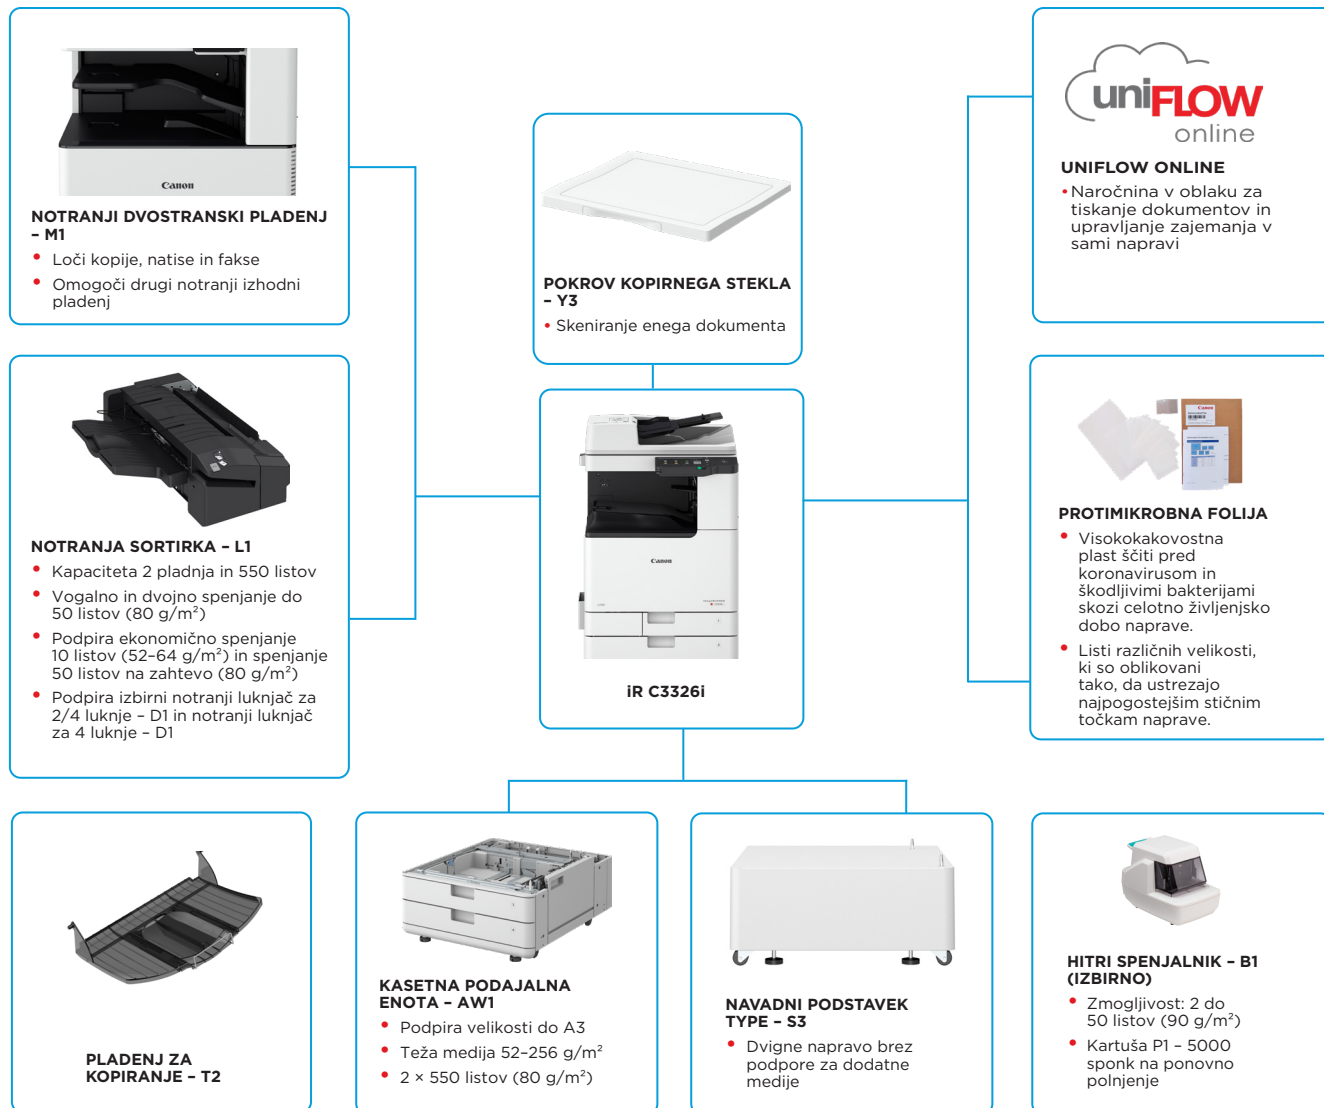 Canon
NOTRANJI DVOSTRANSKI PLADENJ
– M1
• Loči kopije, natise in fakse
• Omogoči drugi notranji izhodni
pladenj
POKROV KOPIRNEGA STEKLA
– Y3
• Skeniranje enega dokumenta
uniFLOW
online
UNIFLOW ONLINE
• Naročnina v oblaku za
tiskanje dokumentov in
upravljanje zajemanja v
sami napravi
NOTRANJA SORTIRKA – L1
• Kapaciteta 2 pladnja in 550 listov
• Vogalno in dvojno spenjanje do
50 listov (80 g/m²)
• Podpira ekonomično spenjanje
10 listov (52–64 g/m²) in spenjanje
50 listov na zahtevo (80 g/m²)
• Podpira izbirni notranji luknjač za
2/4 luknje – D1 in notranji luknjač
za 4 luknje – D1
Canon
iR C3326i
Canon
PROTIMIKROBNA FOLIJA
• Visokokakovostna
plast ščiti pred
koronavirusom in
škodljivimi bakterijami
skozi celotno življenjsko
dobo naprave.
• Listi različnih velikosti,
ki so oblikovani
tako, da ustrezajo
najpogostejšim stičnim
točkam naprave.
PLADENJ ZA
KOPIRANJE – T2
KASETNA PODAJALNA
ENOTA – AW1
• Podpira velikosti do A3
• Teža medija 52–256 g/m²
• 2 × 550 listov (80 g/m²)
NAVADNI PODSTAVEK
TYPE – S3
• Dvigne napravo brez
podpore za dodatne
medije
HITRI SPENJALNIK – B1
(IZBIRNO)
• Zmogljivost: 2 do
50 listov (90 g/m²)
• Kartuša P1 – 5000
sponk na ponovno
polnjenje